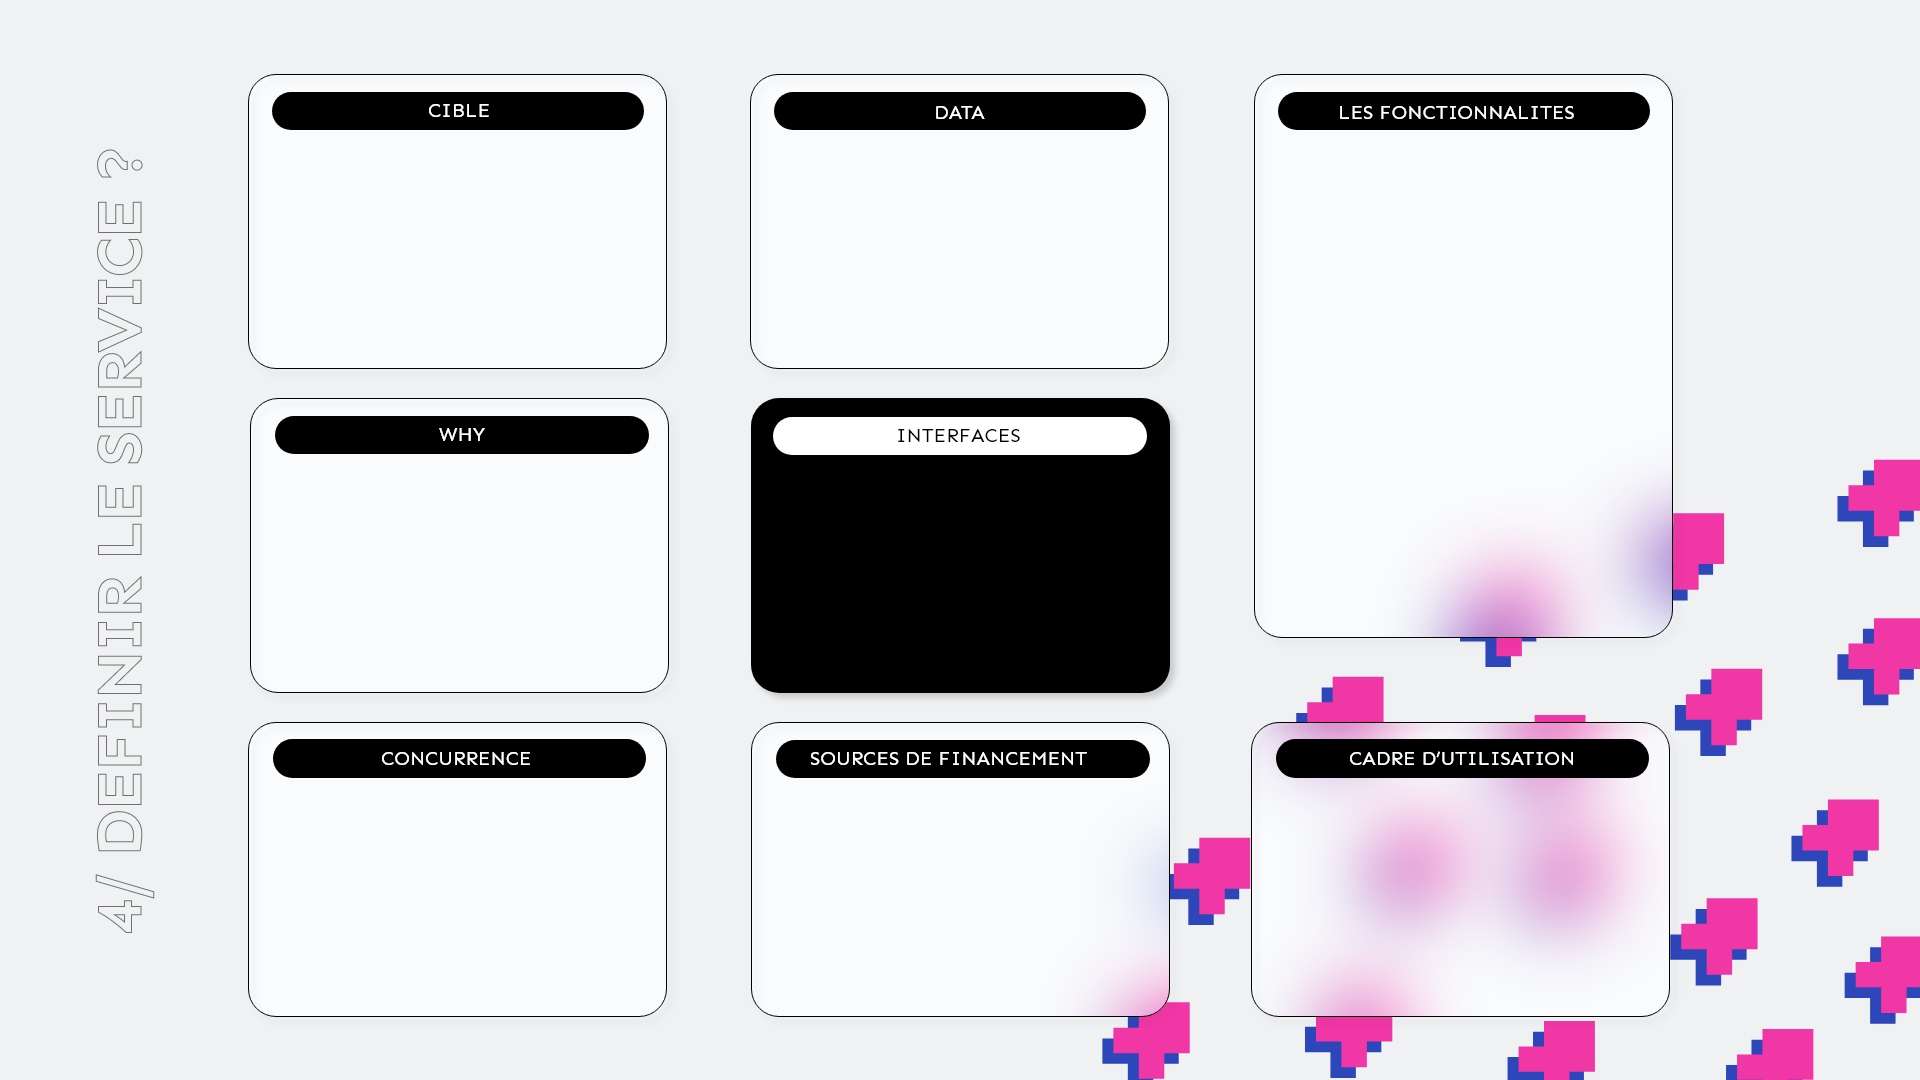 4/ DEFINIR LE SERVICE ?
CIBLE
DATA
LES FONCTIONNALITES
WHY
INTERFACES
CONCURRENCE
SOURCES DE FINANCEMENT
CADRE D’UTILISATION